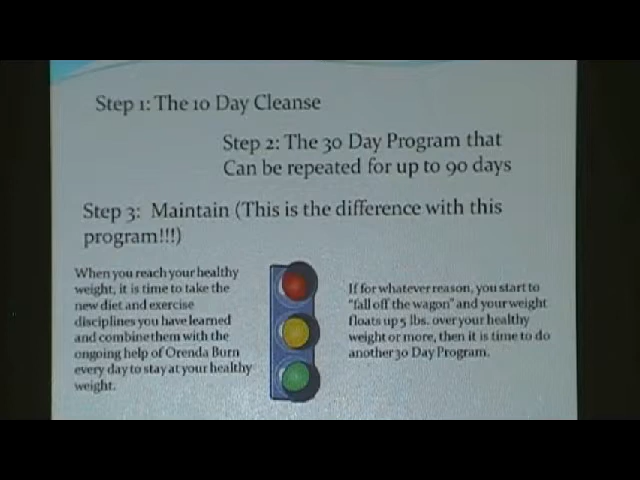 Step 1: The 10 Day Cleanse
Step 2: The 30 Day Program that
Can be repeated for up to 90 days
Step 3: Maintain (This is the difference with this
program!!!)
When you reach your healthy
weight, it is time to take the
new diet and exercise
disciplines you have learned
and combine them with the
ongoing help of Orenda Burn
every day to stay at your healthy
weight.
If for whatever reason, you start to
"fall off the wagon" and your weight
floats up 5 lbs. over your healthy
weight or more, then it is time to do
another 30 Day Program.